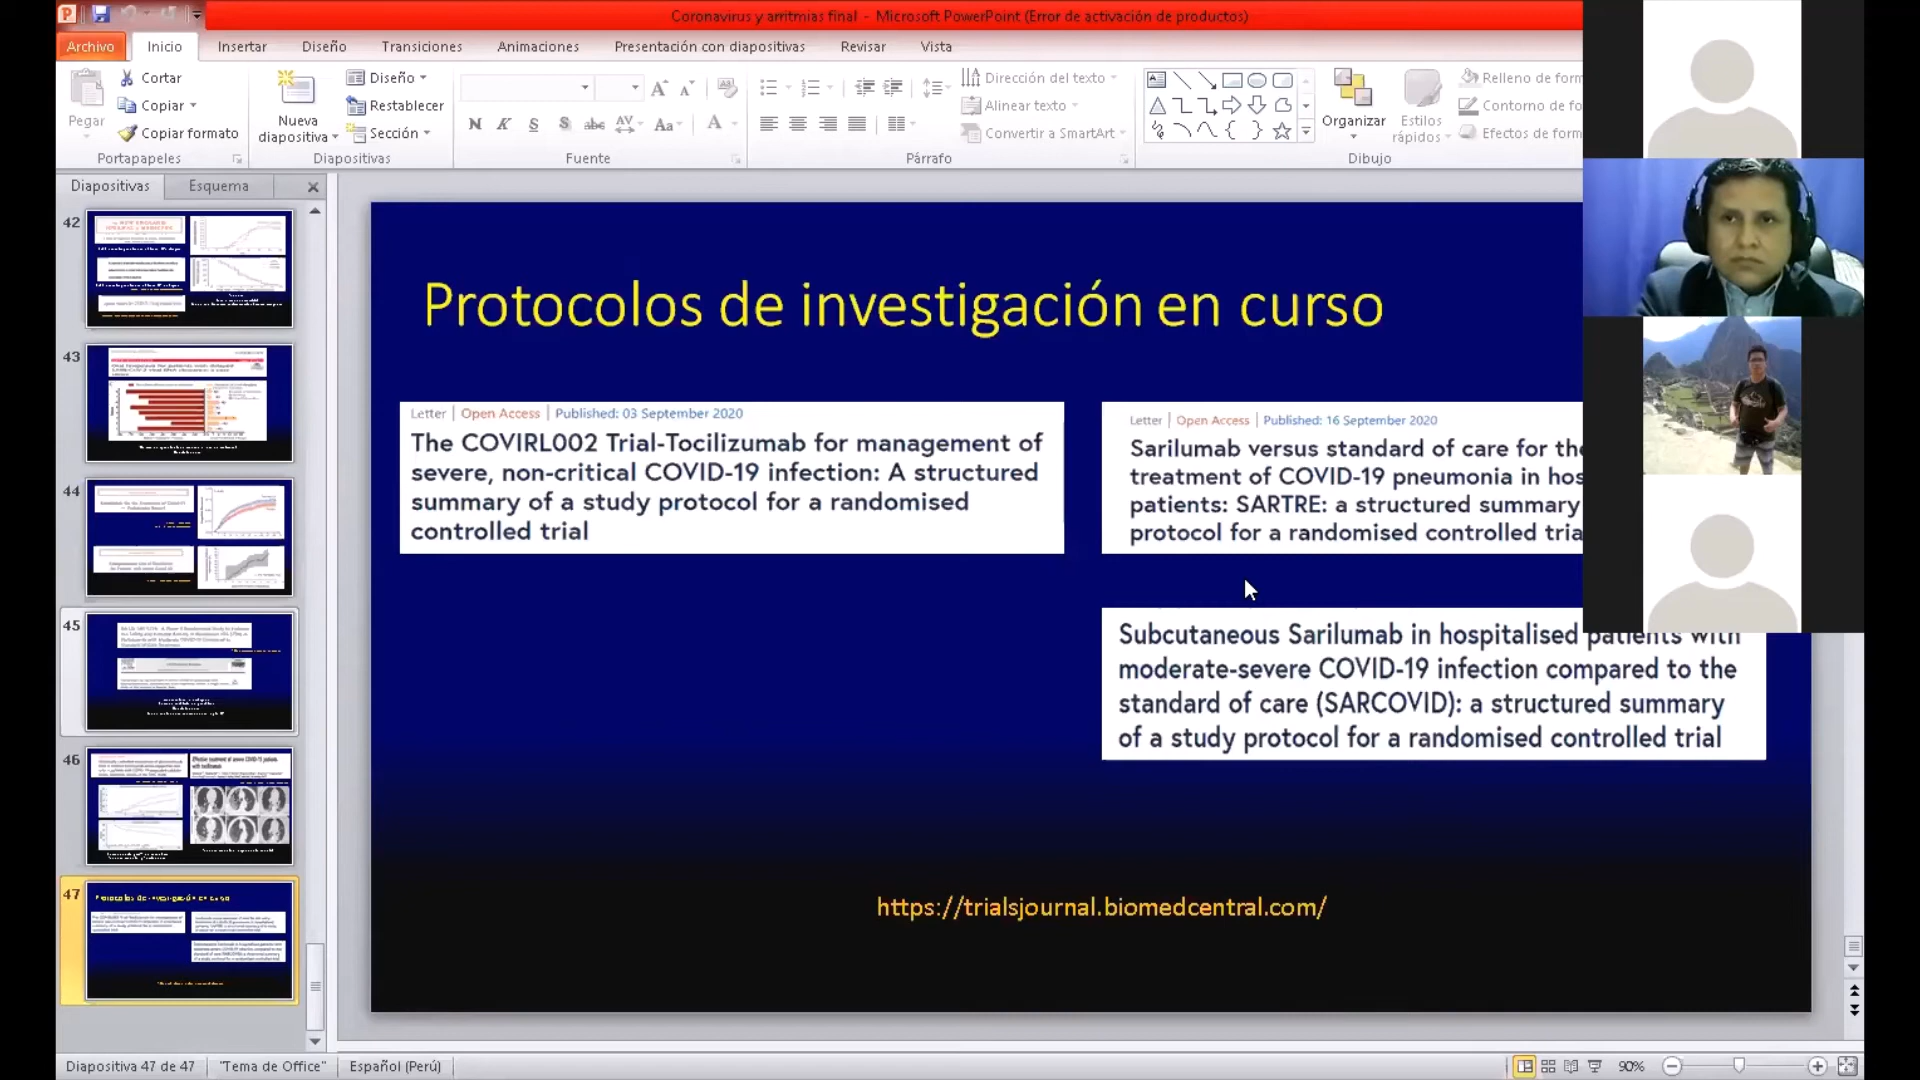 Coronavirus y arritmias final - Microsoft PowerPoint (Error de activación de productos)
Archivo
Inicio
Insertar
Diseño
Transiciones
Animaciones
Presentación con diapositivas
Revisar
Vista
Pegar
Cortar
Copiar
Copiar formato
Portapapeles
Nueva
diapositiva
Diseño
Restablecer
Sección
Diapositivas
N K S S abc AV Aa A
Fuente
Dirección del texto
Alinear texto
Convertir a SmartArt
Párrafo
Organizar
Estilos
rápidos
Relleno de form
Contorno de fo
Efectos de form
Dibujo
Diapositivas
Esquema
42
43
44
45
46
47
Protocolos de investigación en curso
Letter | Open Access | Published: 03 September 2020
The COVIRL002 Trial-Tocilizumab for management of
severe, non-critical COVID-19 infection: A structured
summary of a study protocol for a randomised
controlled trial
Letter | Open Access | Published: 16 September 2020
Sarilumab versus standard of care for the
treatment of COVID-19 pneumonia in hos
patients: SARTRE: a structured summary
protocol for a randomised controlled tria
Subcutaneous Sarilumab in hospitalised patients with
moderate-severe COVID-19 infection compared to the
standard of care (SARCOVID): a structured summary
of a study protocol for a randomised controlled trial
https://trialsjournal.biomedcentral.com/
Diapositiva 47 de 47
"Tema de Office"
Español (Perú)
90%